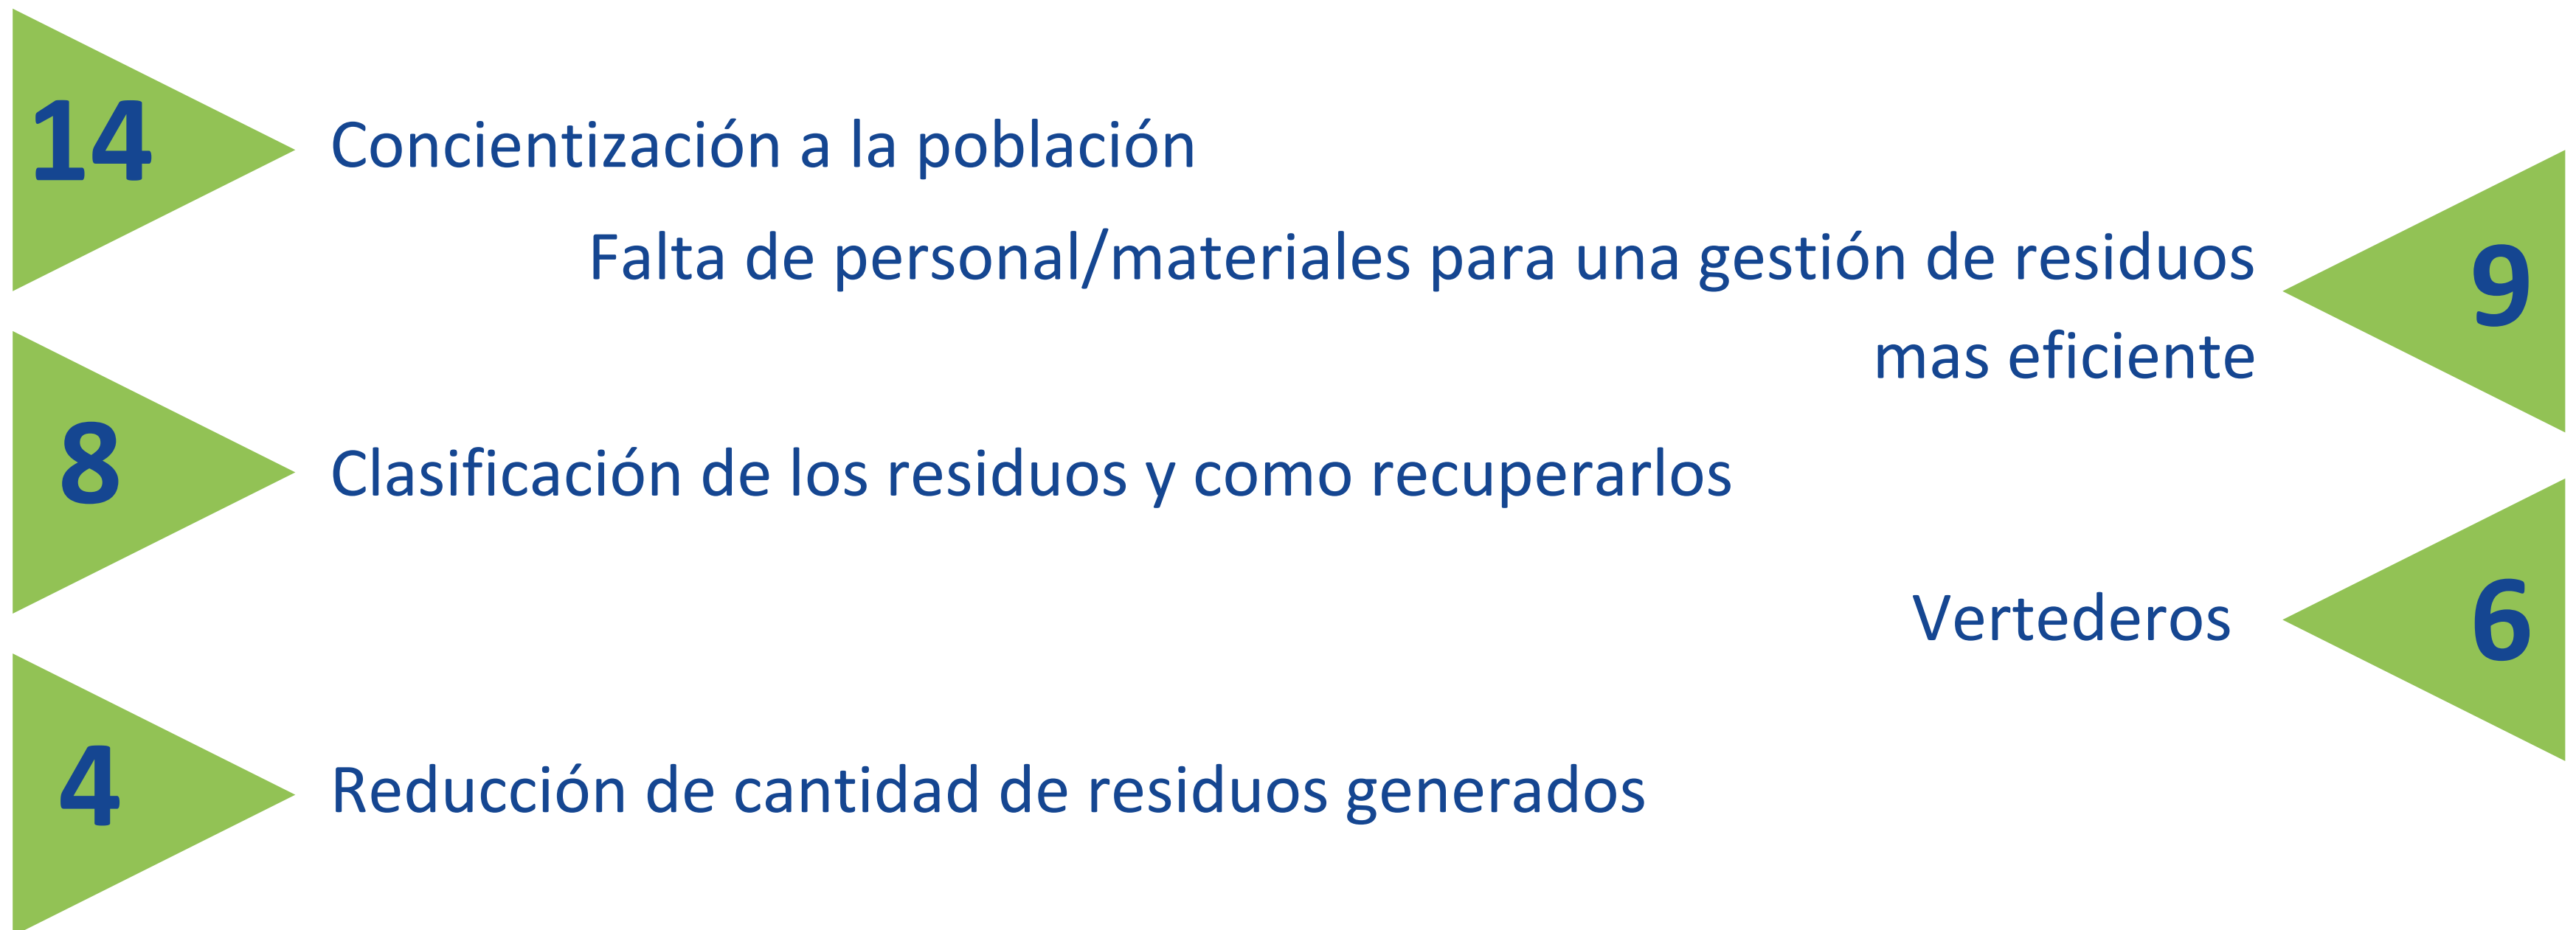 14
Concientización a la población
Falta de personal/materiales para una gestión de residuos
mas eficiente
9
8
Clasificación de los residuos y como recuperarlos
Vertederos
6
4
Reducción de cantidad de residuos generados